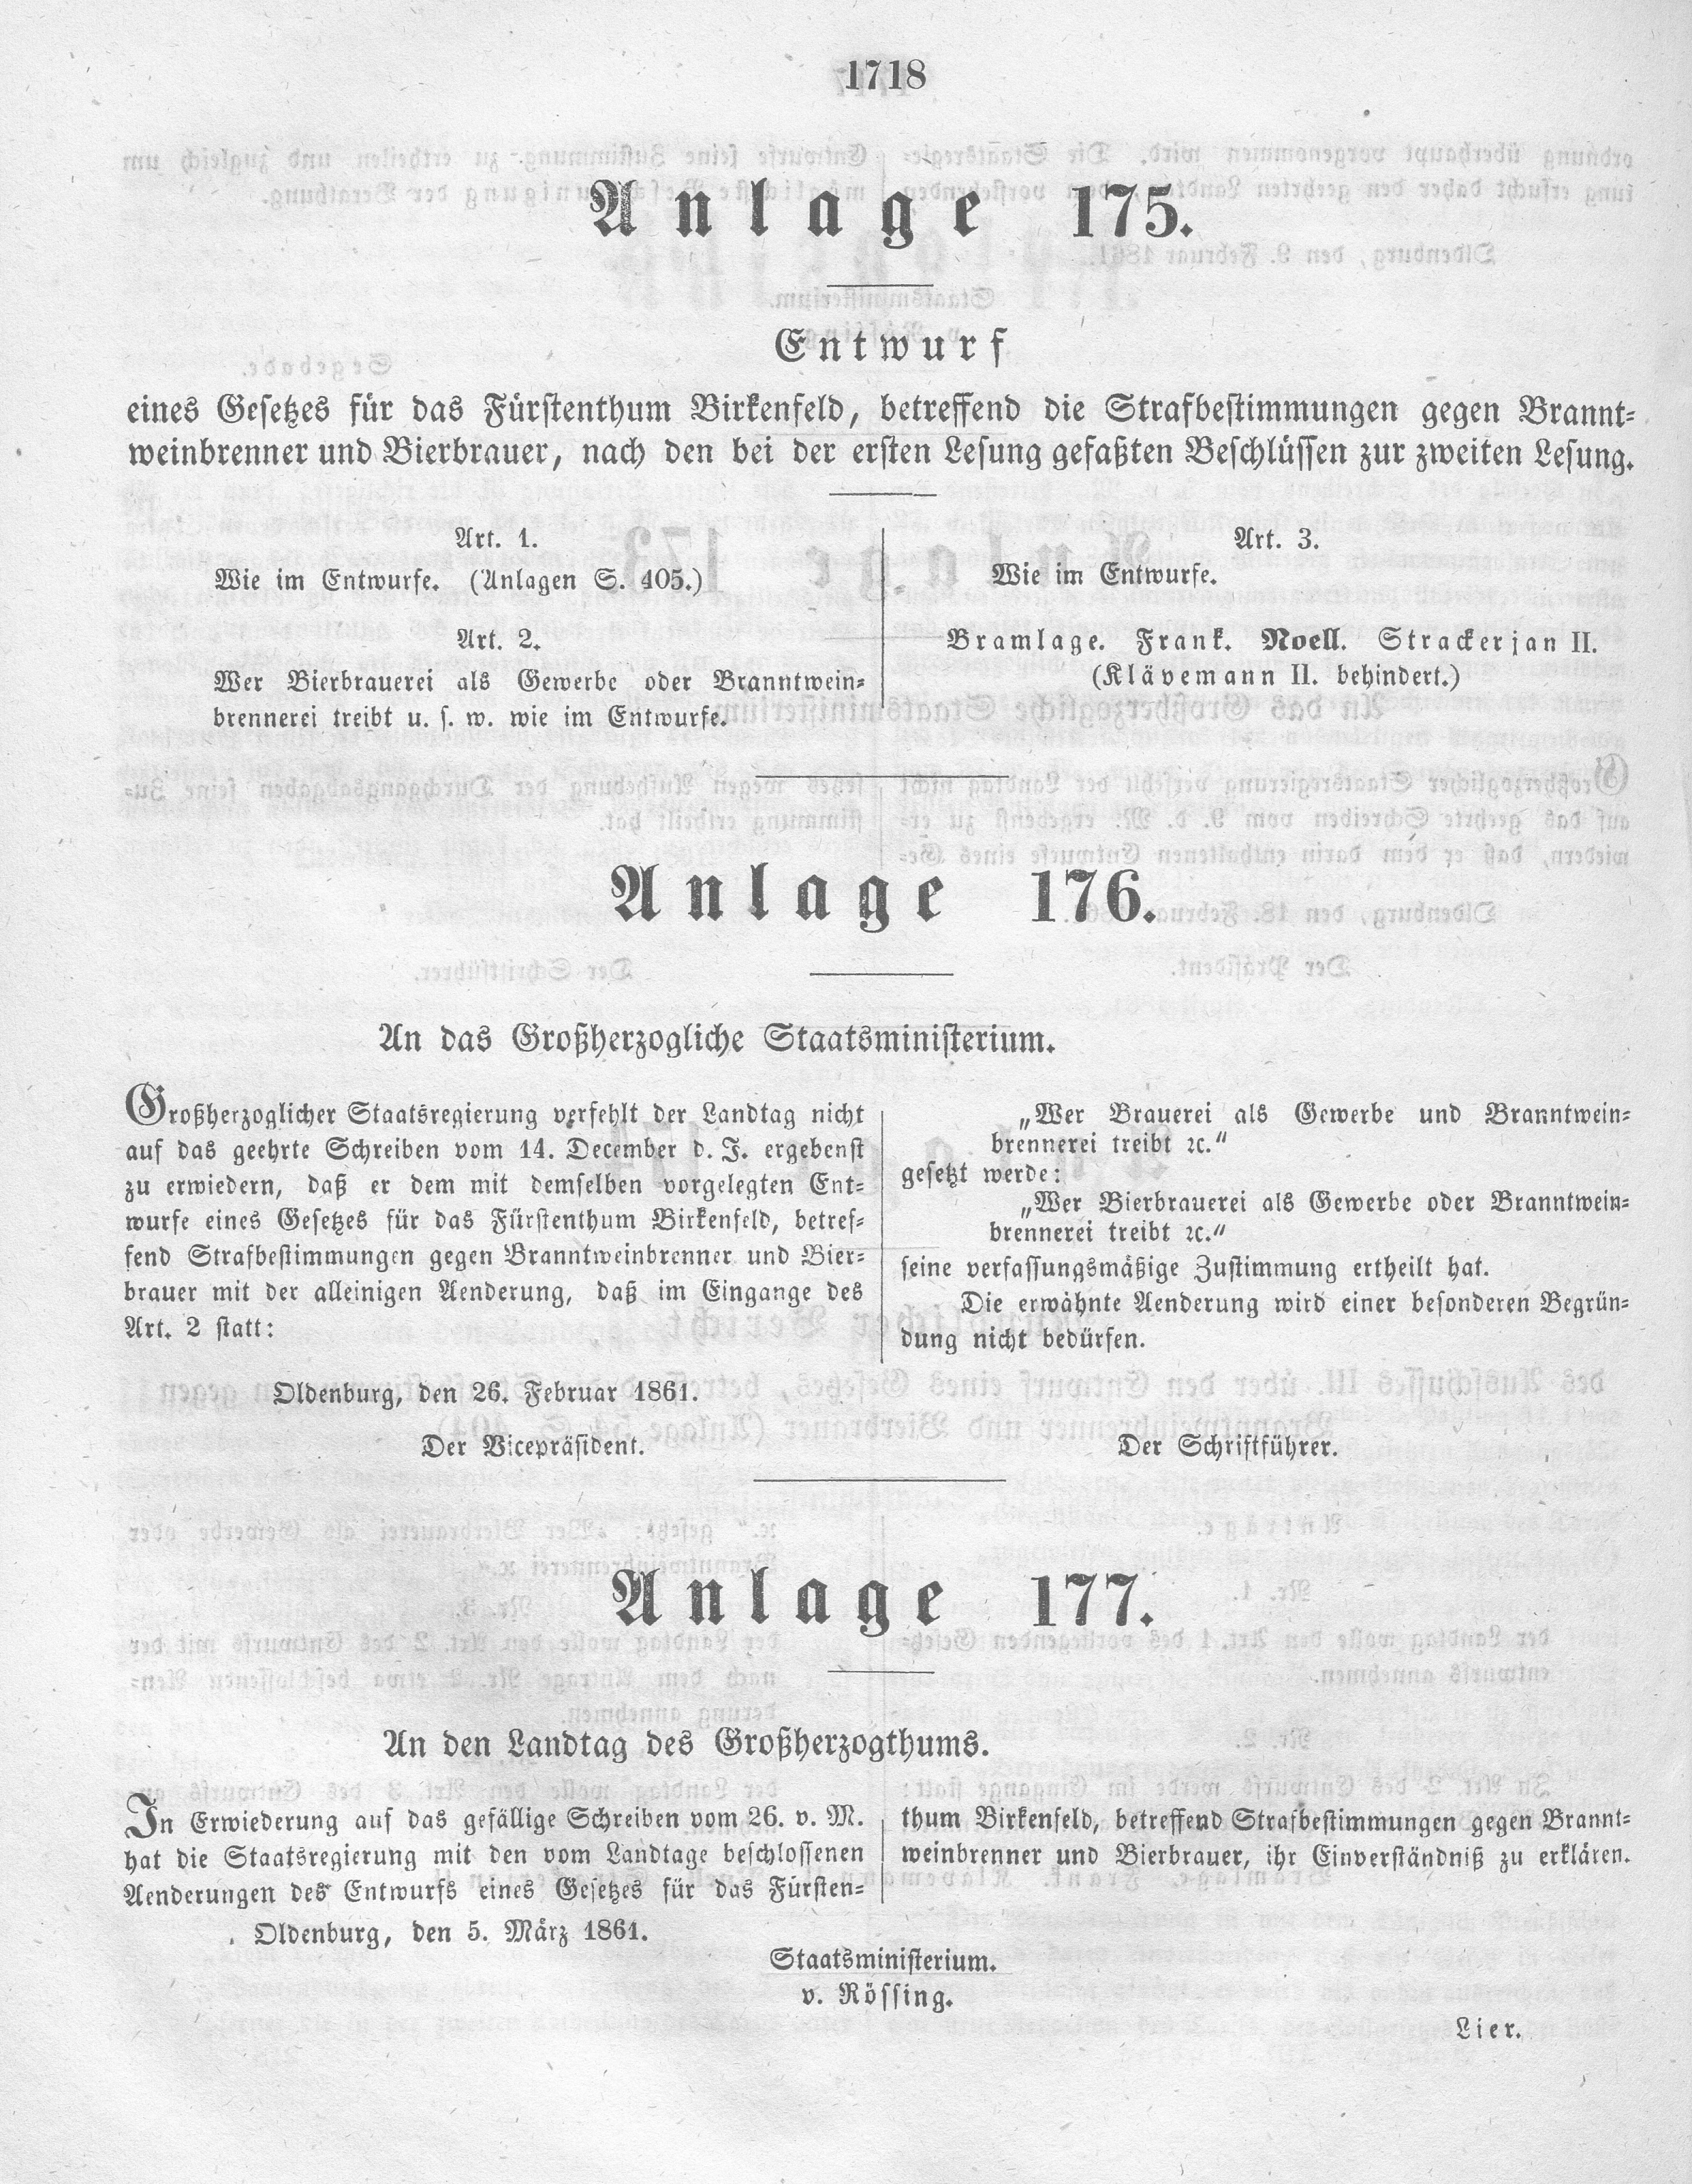 1718
Anlage 175.
Entwurf
eines Gesetzes für das Fürstenthum Birkenfeld, betreffend die Strafbestimmungen gegen Brannt-
weinbrenner und Bierbrauer, nach den bei der ersten Lesung gefaßten Beschlüssen zur zweiten Lesung.
Art. 1.
Wie im Entwurfe. (Anlagen S. 405.)
Art. 2.
Wer Bierbrauerei als Gewerbe oder Branntwein-
brennerei treibt u. s. w. wie im Entwurfe.
Art. 3.
Wie im Entwurfe.
Bramlage. Frank. Noell. Strackerjan II.
(Klävemann II. behindert.)
Anlage 176.
An das Großherzogliche Staatsministerium.
Großherzoglicher Staatsregierung verfehlt der Landtag nicht
auf das geehrte Schreiben vom 14. December d. J. ergebenst
zu erwiedern, daß er dem mit demselben vorgelegten Ent-
wurfe eines Gesetzes für das Fürstenthum Birkenfeld, betref-
fend Strafbestimmungen gegen Branntweinbrenner und Bier-
brauer mit der alleinigen Aenderung, daß im Eingange des
Art. 2 statt:
„Wer Brauerei als Gewerbe und Branntwein-
brennerei treibt ꝛc.“
gesetzt werde:
„Wer Bierbrauerei als Gewerbe oder Branntwein-
brennerei treibt ꝛc.“
seine verfassungsmäßige Zustimmung ertheilt hat.
Die erwähnte Aenderung wird einer besonderen Begrün-
dung nicht bedürfen.
Oldenburg, den 26. Februar 1861.
Der Vicepräsident.
Der Schriftführer.
Anlage 177.
An den Landtag des Großherzogthums.
In Erwiederung auf das gefällige Schreiben vom 26. v. M.
hat die Staatsregierung mit den vom Landtage beschlossenen
Aenderungen des Entwurfs eines Gesetzes für das Fürsten-
thum Birkenfeld, betreffend Strafbestimmungen gegen Brannt-
weinbrenner und Bierbrauer, ihr Einverständniß zu erklären.
Oldenburg, den 5. März 1861.
Staatsministerium.
v. Rössing.
Lier.